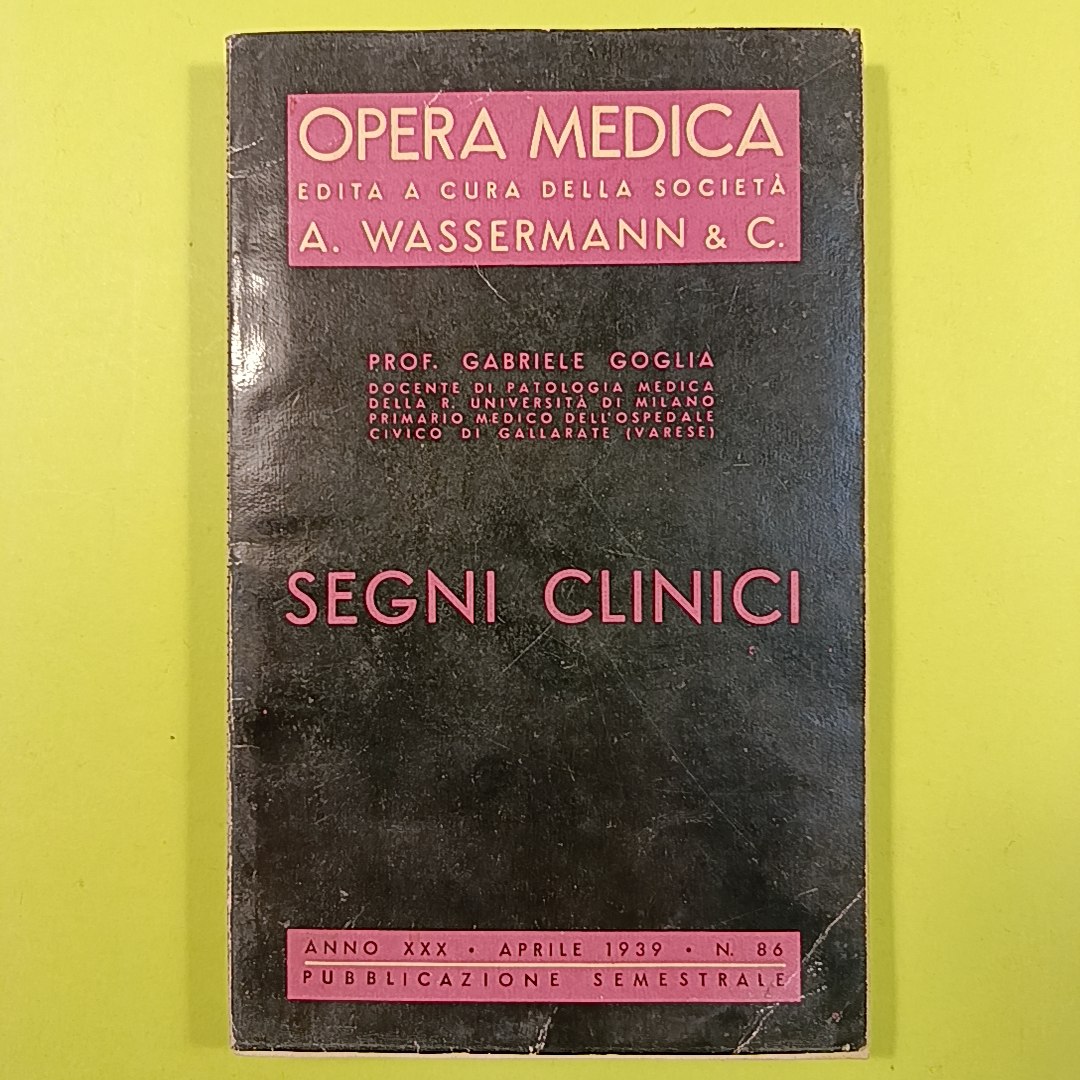 OPERA MEDICA
EDITA A CURA DELLA SOCIETÀ
A. WASSERMANN & C.
PROF. GABRIELE GOGLIA
DOCENTE DI PATOLOGIA MEDICA
DELLA R. UNIVERSITÀ DI MILANO
PRIMARIO MEDICO DELL'OSPEDALE
CIVICO DI GALLARATE (VARESE)
SEGNI CLINICI
ANNO XXX • APRILE 1939 • N. 86
PUBBLICAZIONE SEMESTRALE